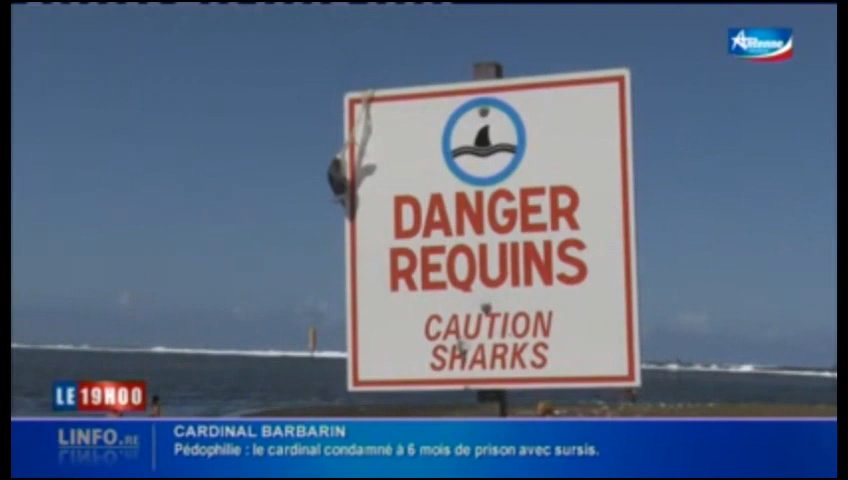 DANGER
REQUINS
CAUTION
SHARKS
LE 19H00
LINFO.RE
CARDINAL BARBARIN
Pédophilie : le cardinal condamné à 6 mois de prison avec sursis.